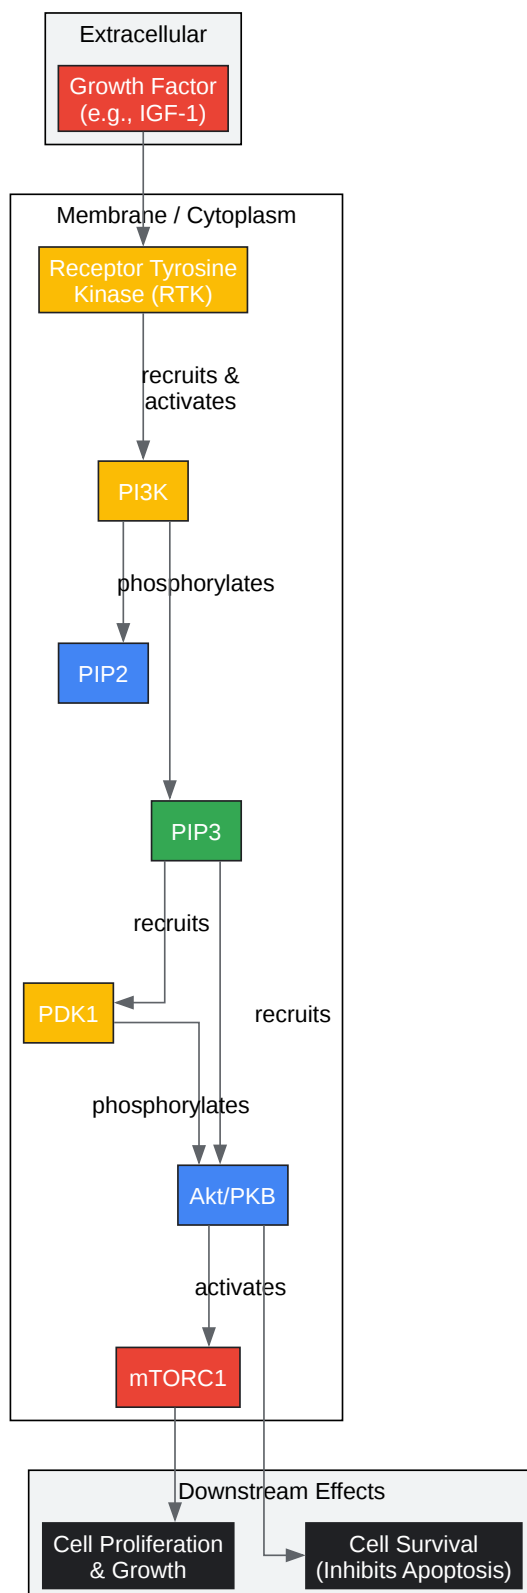 Extracellular
Growth Factor
(e.g., IGF-1)
Membrane / Cytoplasm
Receptor Tyrosine
Kinase (RTK)
recruits &
activates
PI3K
phosphorylates
PIP2
PIP3
recruits
PDK1
recruits
phosphorylates
Akt/PKB
activates
mTORC1
Downstream Effects
Cell Proliferation
& Growth
Cell Survival
(Inhibits Apoptosis)